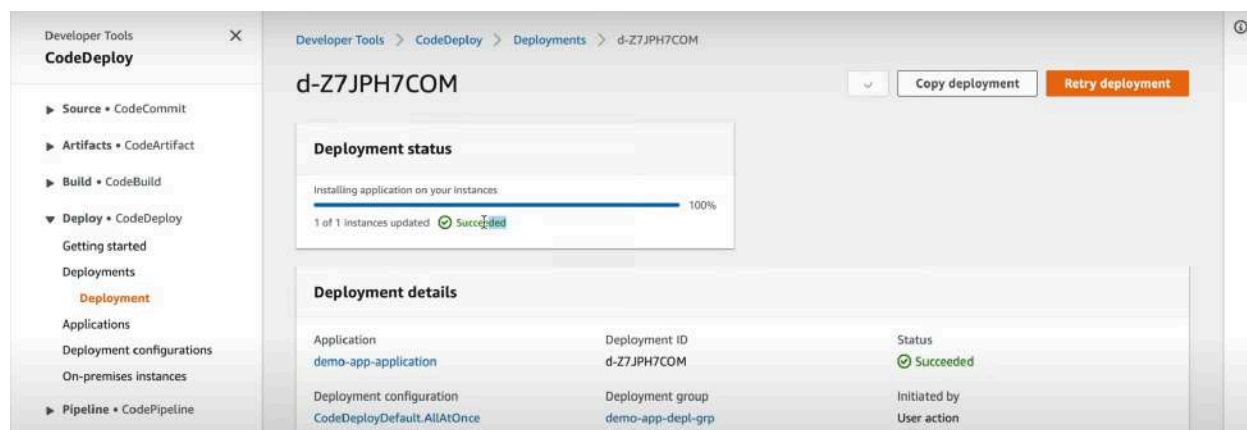 Developer Tools
CodeDeploy
Source • CodeCommit
Artifacts • CodeArtifact
Build • CodeBuild
Deploy • CodeDeploy
Getting started
Deployments
Deployment
Applications
Deployment configurations
On-premises instances
Pipeline • CodePipeline
Developer Tools > CodeDeploy > Deployments > d-Z7JPH7COM
d-Z7JPH7COM
Copy deployment
Retry deployment
Deployment status
Installing application on your instances
100%
1 of 1 instances updated Succeeded
Deployment details
Application Deployment ID Status
demo-app-application d-Z7JPH7COM Succeeded
Deployment configuration Deployment group Initiated by
CodeDeployDefault.AllAtOnce demo-app-depl-grp User action